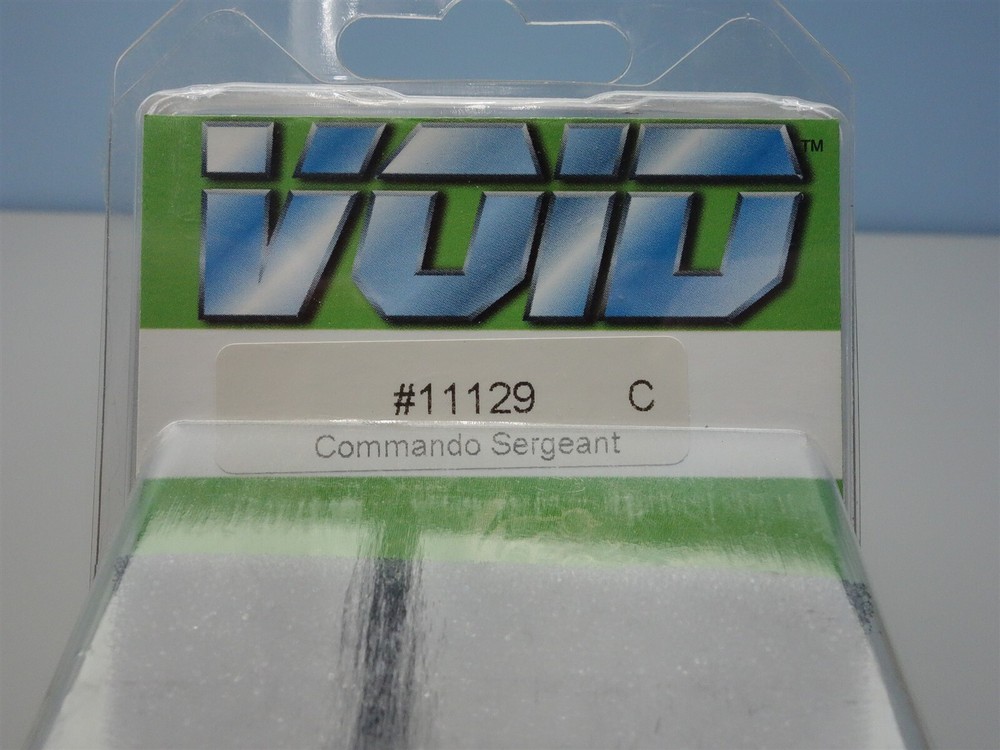 VOID™
#11129 C
Commando Sergeant